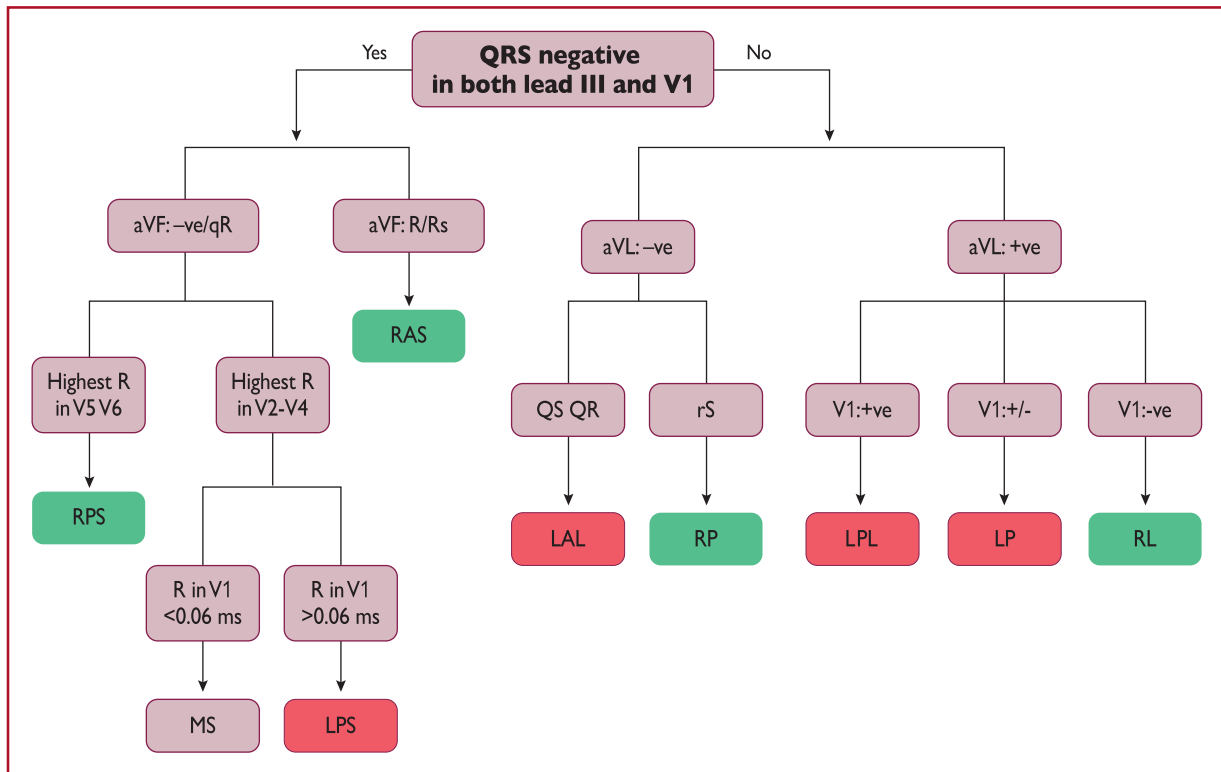 QRS negative
in both lead III and V1
Yes
No
aVF: –ve/qR
aVF: R/Rs
aVL: –ve
aVL: +ve
RAS
Highest R
in V5 V6
Highest R
in V2-V4
QS QR
rS
V1:+ve
V1:+/-
V1:-ve
RPS
LAL
RP
LPL
LP
RL
R in V1
<0.06 ms
R in V1
>0.06 ms
MS
LPS